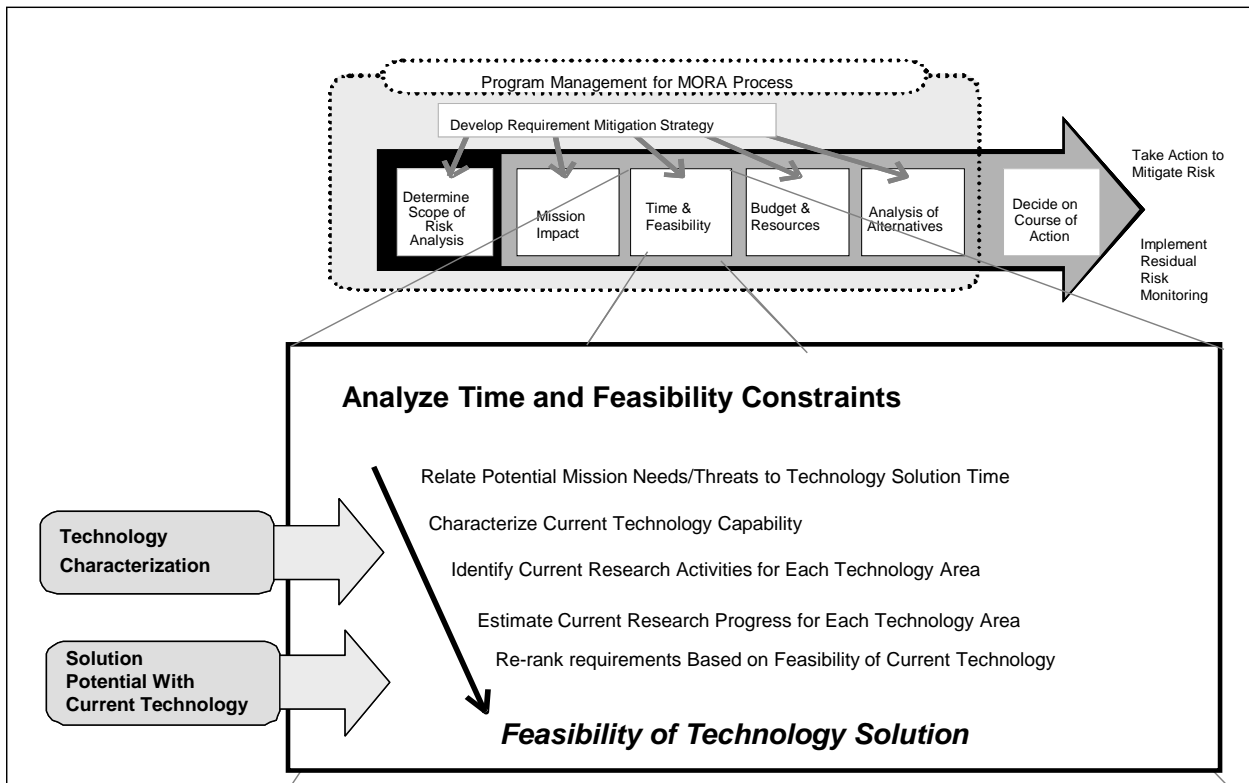 Program Management for MORA Process
Develop Requirement Mitigation Strategy
Determine
Scope of
Risk
Analysis
Mission
Impact
Time &
Feasibility
Budget &
Resources
Analysis of
Alternatives
Decide on
Course of
Action
Take Action to
Mitigate Risk
Implement
Residual
Risk
Monitoring
Analyze Time and Feasibility Constraints
Relate Potential Mission Needs/Threats to Technology Solution Time
Characterize Current Technology Capability
Identify Current Research Activities for Each Technology Area
Estimate Current Research Progress for Each Technology Area
Re-rank requirements Based on Feasibility of Current Technology
Feasibility of Technology Solution
Technology
Characterization
Solution
Potential With
Current Technology